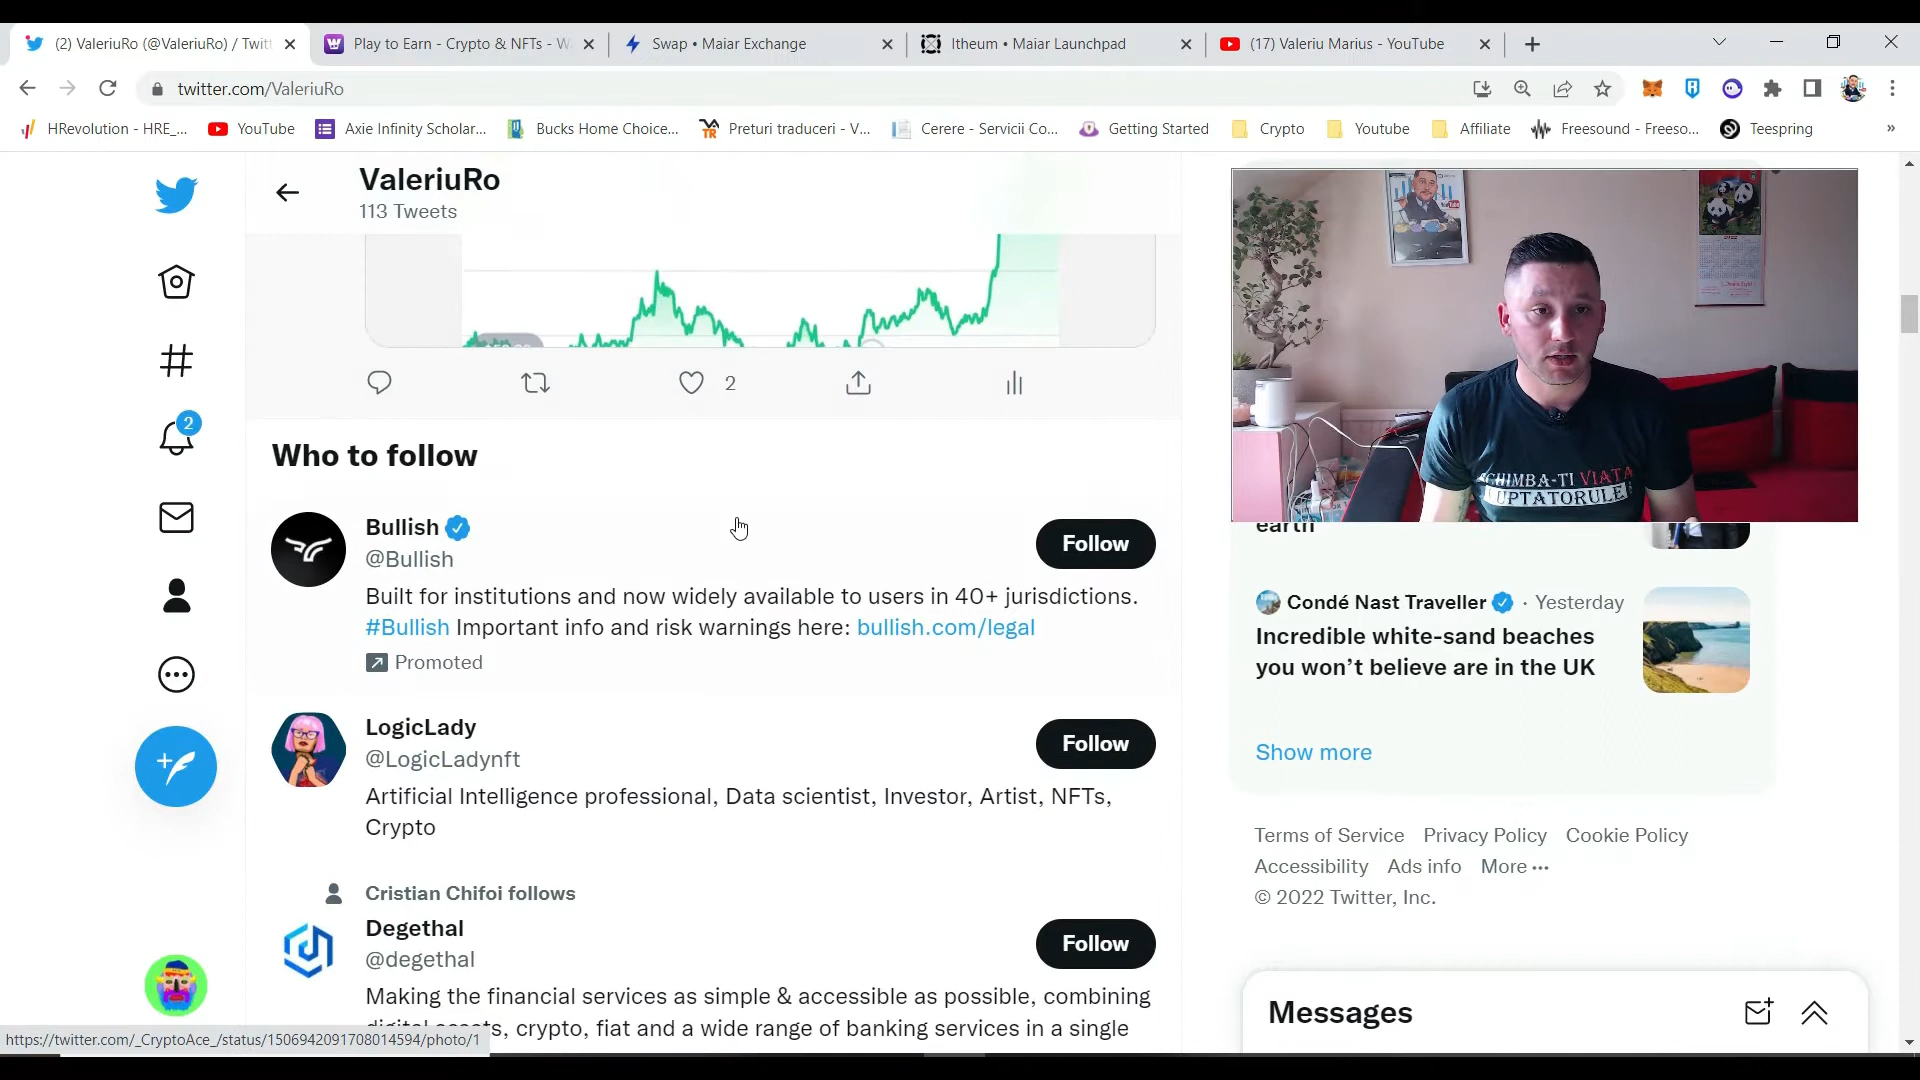 (2) ValeriuRo (@ValeriuRo) / Twitt
Play to Earn - Crypto & NFTs - W
Swap • Maiar Exchange
Itheum • Maiar Launchpad
(17) Valeriu Marius - YouTube
twitter.com/ValeriuRo
HRevolution - HRE_...
YouTube
Axie Infinity Scholar...
Bucks Home Choice...
Preturi traduceri - V...
Cerere - Servicii Co...
Getting Started
Crypto
Youtube
Affiliate
Freesound - Freeso...
Teespring
»
ValeriuRo
113 Tweets
2
2
Who to follow
Bullish
@Bullish
Follow
Built for institutions and now widely available to users in 40+ jurisdictions.
#Bullish Important info and risk warnings here: bullish.com/legal
Promoted
LogicLady
@LogicLadynft
Follow
Artificial Intelligence professional, Data scientist, Investor, Artist, NFTs,
Crypto
Cristian Chifoi follows
Degethal
@degethal
Follow
Making the financial services as simple & accessible as possible, combining
digital assets, crypto, fiat and a wide range of banking services in a single
https://twitter.com/_CryptoAce_/status/1506942091708014594/photo/1
SCHIMBA-TI VIATA
LUPTATORULE
earth
Condé Nast Traveller · Yesterday
Incredible white-sand beaches
you won't believe are in the UK
Show more
Terms of Service Privacy Policy Cookie Policy
Accessibility Ads info More ···
© 2022 Twitter, Inc.
Messages